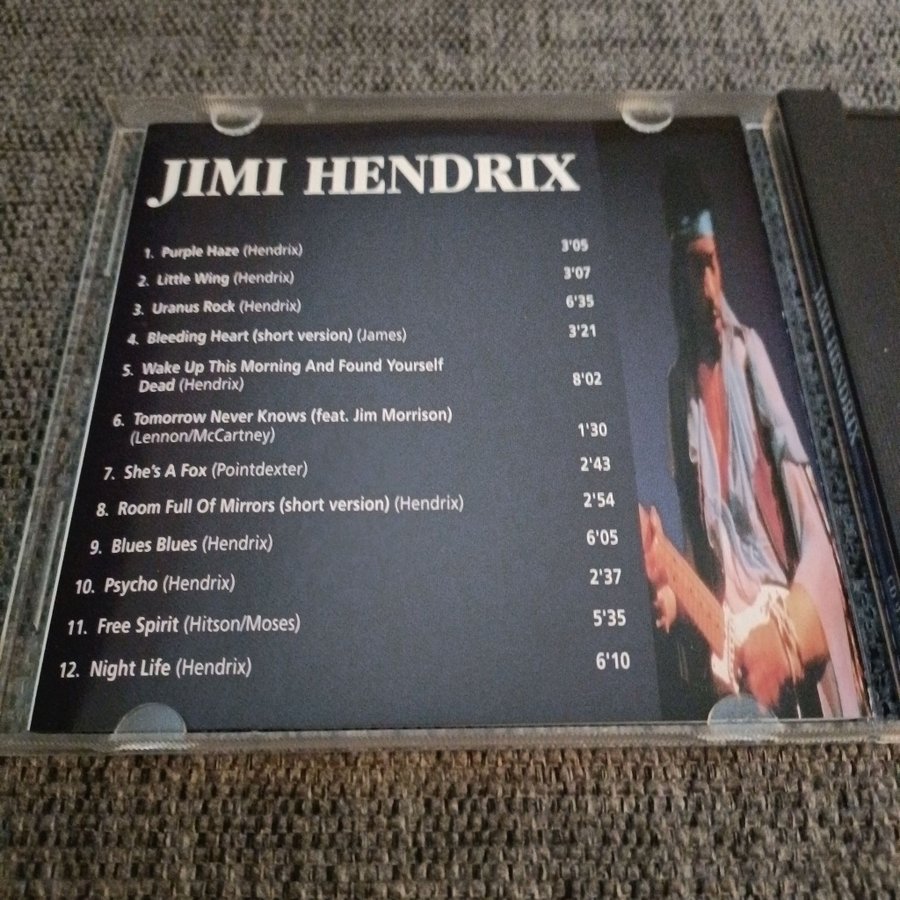 JIMI HENDRIX
1. Purple Haze (Hendrix) 3'05
2. Little Wing (Hendrix) 3'07
3. Uranus Rock (Hendrix) 6'35
4. Bleeding Heart (short version) (James) 3'21
5. Wake Up This Morning And Found Yourself
Dead (Hendrix) 8'02
6. Tomorrow Never Knows (feat. Jim Morrison)
(Lennon/McCartney) 1'30
7. She's A Fox (Pointdexter) 2'43
8. Room Full Of Mirrors (short version) (Hendrix) 2'54
9. Blues Blues (Hendrix) 6'05
10. Psycho (Hendrix) 2'37
11. Free Spirit (Hitson/Moses) 5'35
12. Night Life (Hendrix) 6'10
JIMI HENDRIX